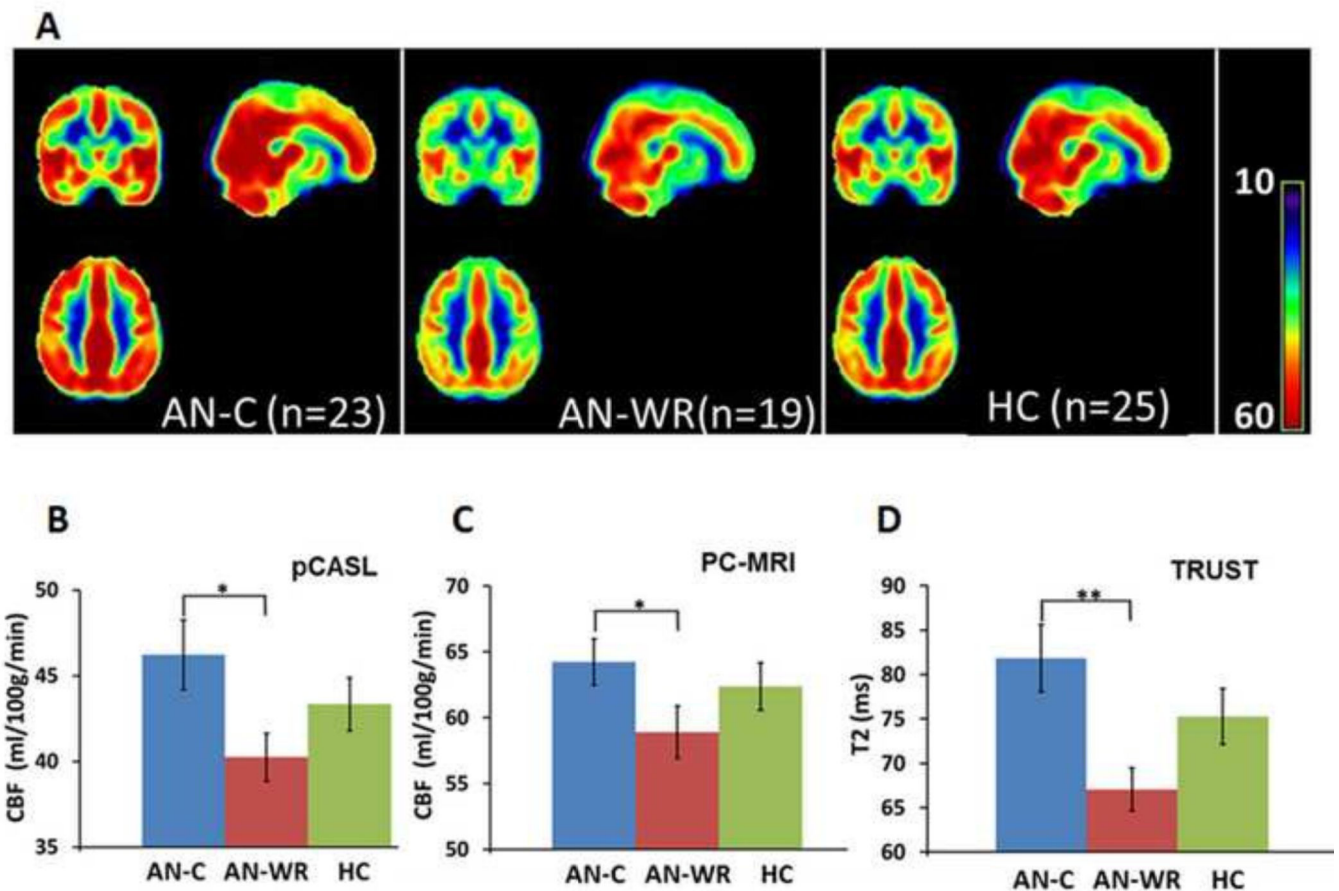 A
10
60
AN-C (n=23)
AN-WR(n=19)
HC (n=25)
B
pCASL
CBF (ml/100g/min)
50
45
40
35
*
AN-C AN-WR HC
C
PC-MRI
CBF (ml/100g/min)
70
65
60
55
50
*
AN-C AN-WR HC
D
TRUST
T2 (ms)
90
85
80
75
70
65
60
**
AN-C AN-WR HC